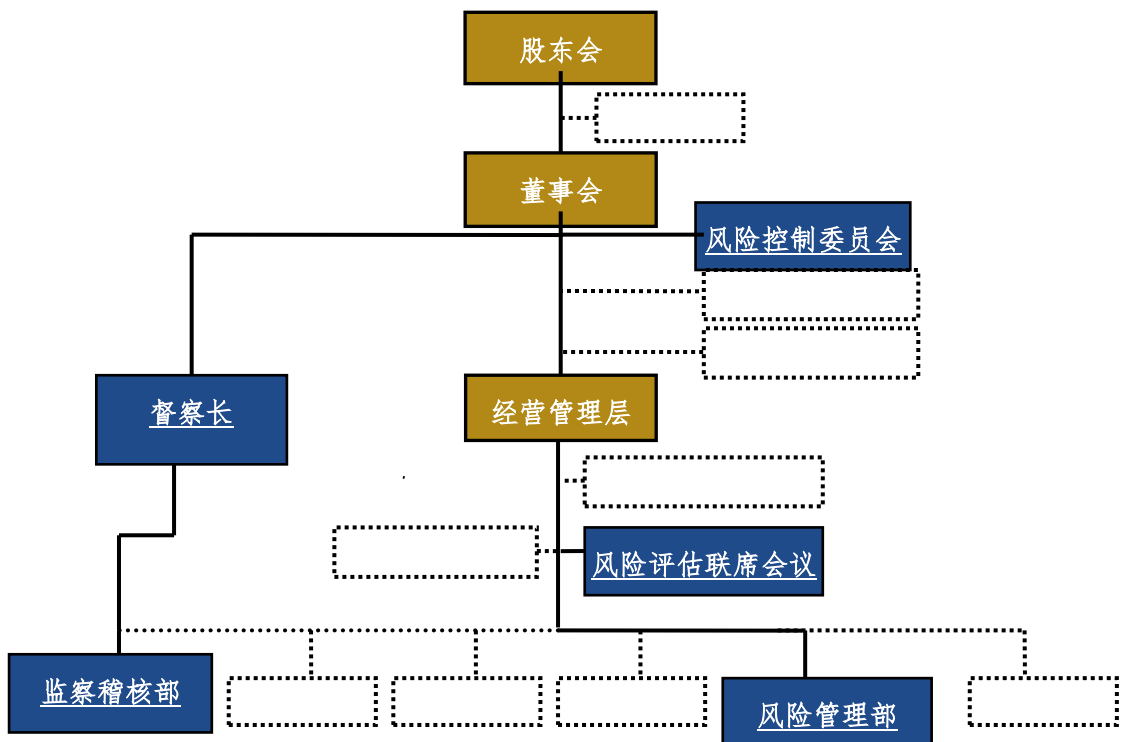 股东会
董事会
风险控制委员会
督察长
经营管理层
风险评估联席会议
监察稽核部
风险管理部